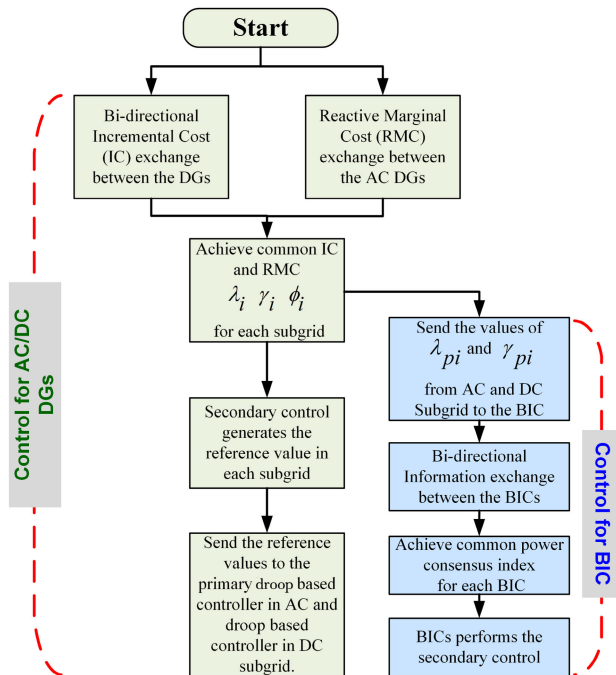 Start
Bi-directional
Incremental Cost
(IC) exchange
between the DGs
Reactive Marginal
Cost (RMC)
exchange between
the AC DGs
Achieve common IC
and RMC
λi γi ϕi
for each subgrid
Send the values of
λpi and γpi
from AC and DC
Subgrid to the BIC
Secondary control
generates the
reference value in
each subgrid
Bi-directional
Information exchange
between the BICs
Send the reference
values to the
primary droop based
controller in AC and
droop based
controller in DC
subgrid.
Achieve common power
consensus index
for each BIC
BICs performs the
secondary control
Control for AC/DC
DGs
Control for BIC